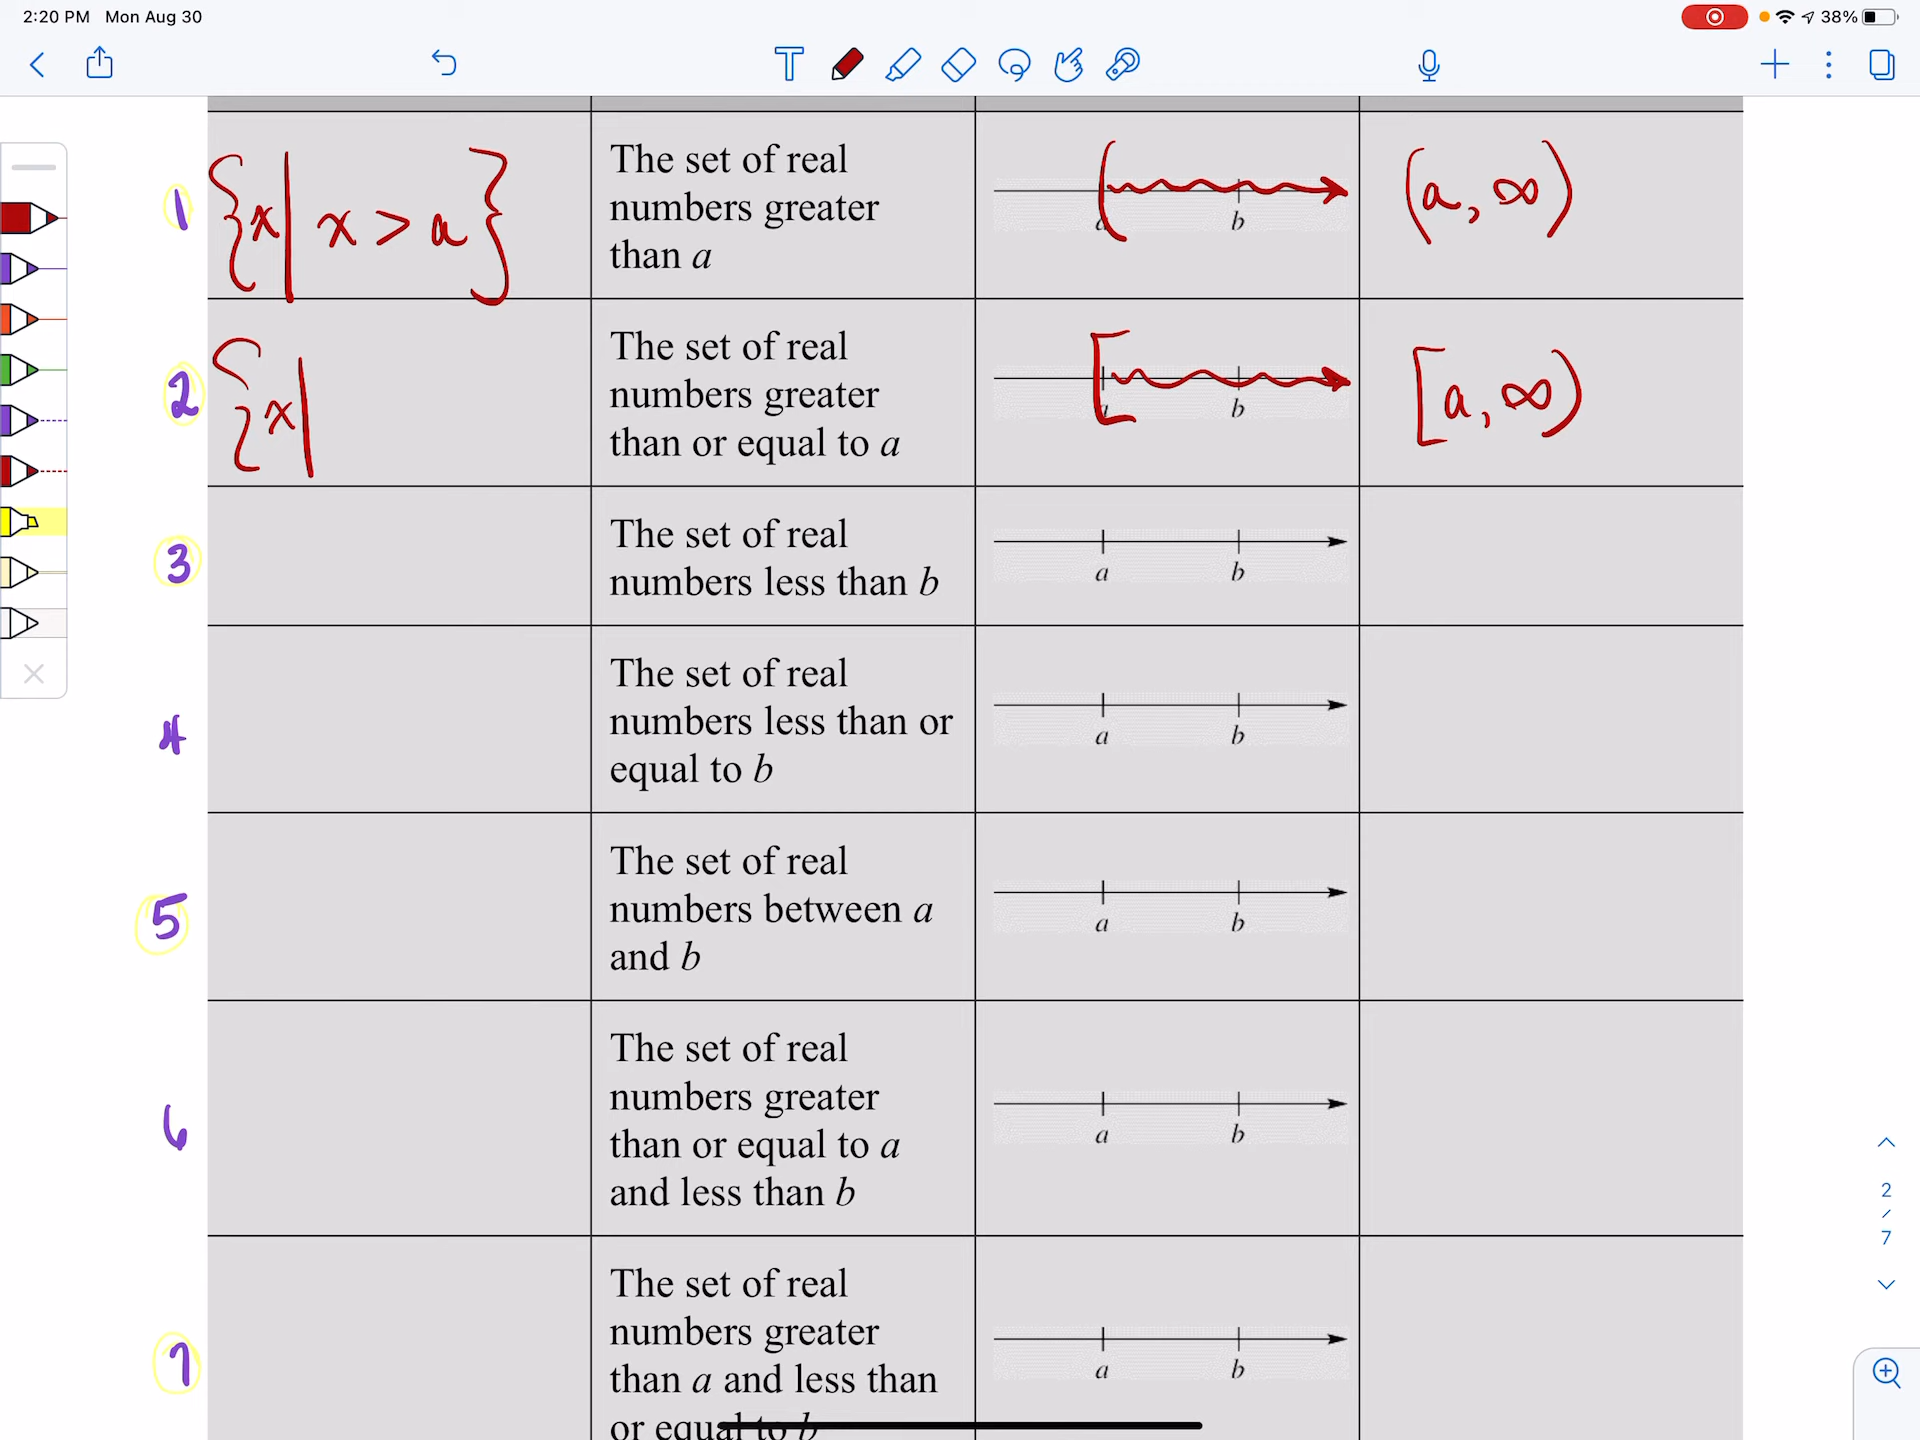 2:20 PM Mon Aug 30
38%
T
1
{x| x > a}
The set of real
numbers greater
than a
a b
(a, ∞)
2
{x|
The set of real
numbers greater
than or equal to a
a b
[a, ∞)
3
The set of real
numbers less than b
a b
4
The set of real
numbers less than or
equal to b
a b
5
The set of real
numbers between a
and b
a b
6
The set of real
numbers greater
than or equal to a
and less than b
a b
2
/
7
7
The set of real
numbers greater
than a and less than
or equal to b
a b